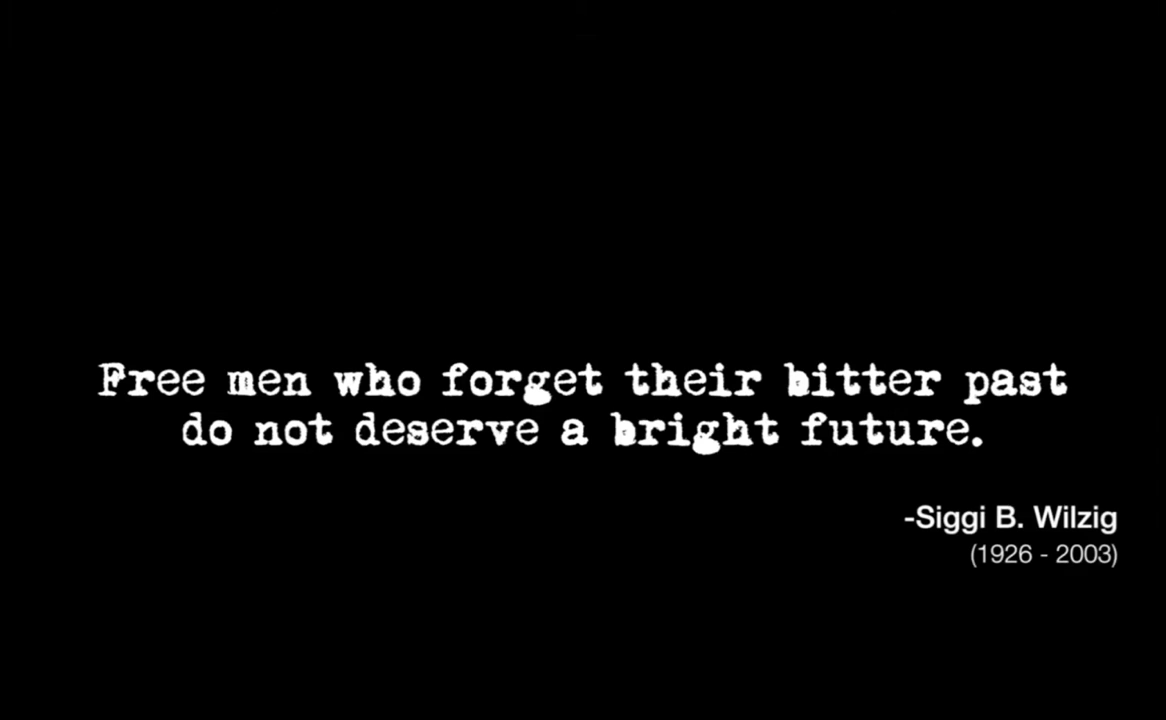 Free men who forget their bitter past
do not deserve a bright future.
-Siggi B. Wilzig
(1926 - 2003)